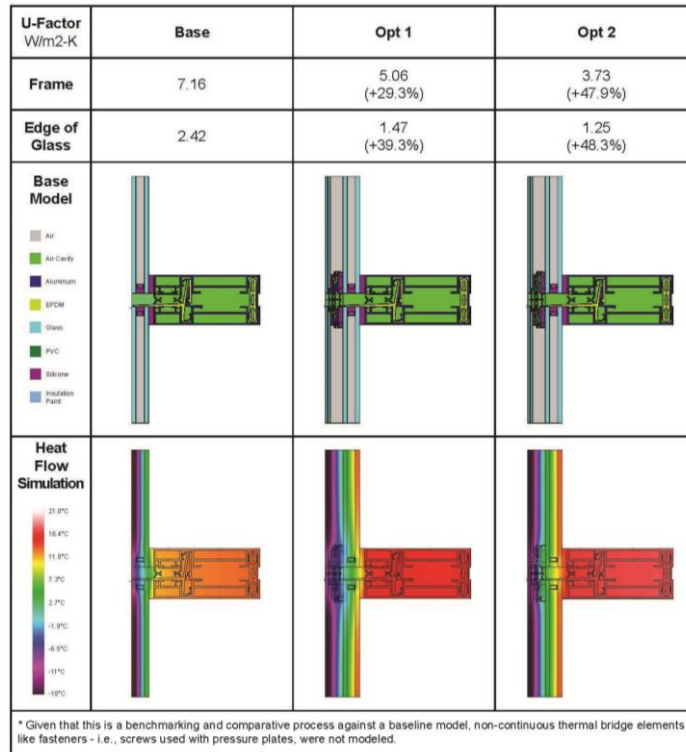 U-Factor
W/m2-K
Base
Opt 1
Opt 2
Frame
7.16
5.06
(+29.3%)
3.73
(+47.9%)
Edge of
Glass
2.42
1.47
(+39.3%)
1.25
(+48.3%)
Base
Model
Air
Air Cavity
Aluminum
EPDM
Glass
PVC
Silicone
Insulation
Paint
Heat
Flow
Simulation
21.0°C
16.4°C
11.8°C
7.3°C
2.7°C
-1.9°C
-6.5°C
-11°C
* Given that this is a benchmarking and comparative process against a baseline model, non-continuous thermal bridge elements
like fasteners - i.e., screws used with pressure plates, were not modeled.